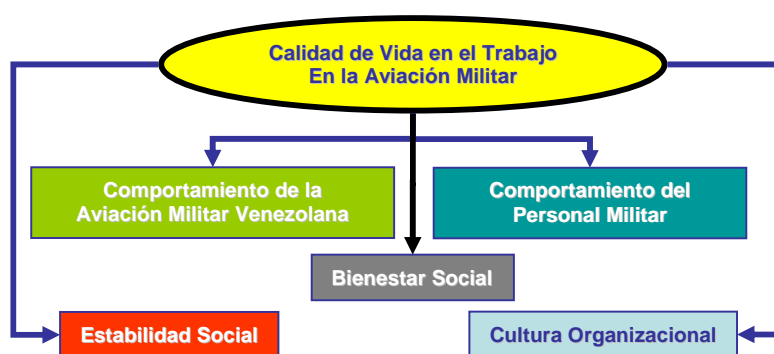 Calidad de Vida en el Trabajo
En la Aviación Militar
Comportamiento de la
Aviación Militar Venezolana
Comportamiento del
Personal Militar
Bienestar Social
Estabilidad Social
Cultura Organizacional